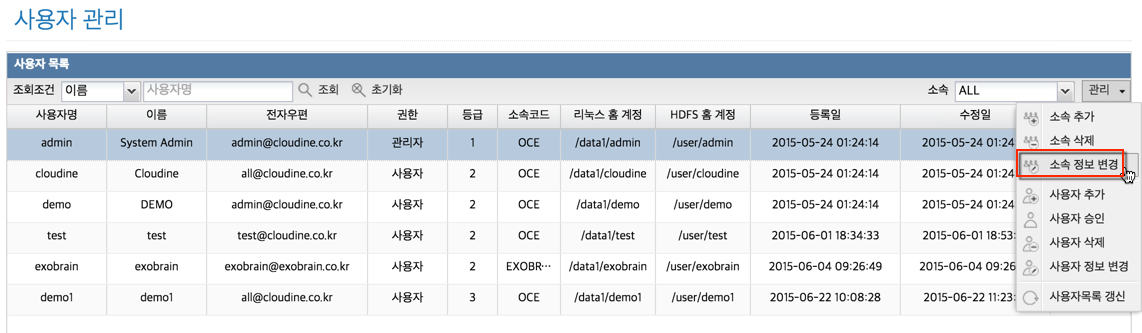 사용자 관리
사용자 목록
조회조건 이름 사용자명 조회 초기화 소속 ALL 관리
사용자명 이름 전자우편 권한 등급 소속코드 리눅스 홈 계정 HDFS 홈 계정 등록일 수정일
admin System Admin admin@cloudine.co.kr 관리자 1 OCE /data1/admin /user/admin 2015-05-24 01:24:14 2015-05-24 01:24
cloudine Cloudine all@cloudine.co.kr 사용자 2 OCE /data1/cloudine /user/cloudine 2015-05-24 01:24:14 2015-05-24 01:24
demo DEMO admin@cloudine.co.kr 사용자 2 OCE /data1/demo /user/demo 2015-05-24 01:24:14 2015-05-24 01:24
test test test@cloudine.co.kr 사용자 2 OCE /data1/test /user/test 2015-06-01 18:34:33 2015-06-01 18:53:
exobrain exobrain exobrain@exobrain.co.kr 사용자 2 EXOBR··· /data1/exobrain /user/exobrain 2015-06-04 09:26:49 2015-06-04 09:26
demo1 demo1 all@cloudine.co.kr 사용자 3 OCE /data1/demo1 /user/demo1 2015-06-22 10:08:28 2015-06-22 11:23:
소속 추가
소속 삭제
소속 정보 변경
사용자 추가
사용자 승인
사용자 삭제
사용자 정보 변경
사용자목록 갱신